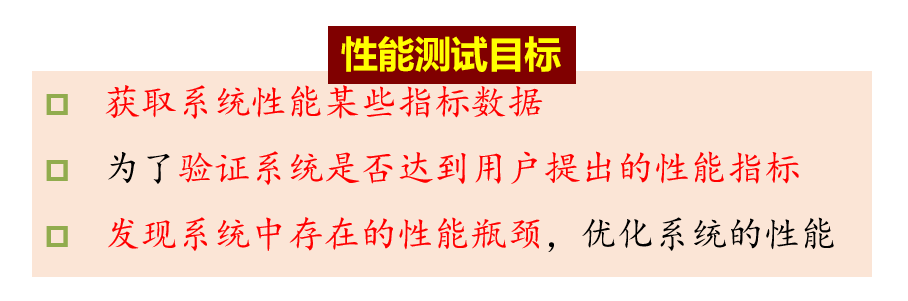 性能测试目标
获取系统性能某些指标数据
为了验证系统是否达到用户提出的性能指标
发现系统中存在的性能瓶颈，优化系统的性能